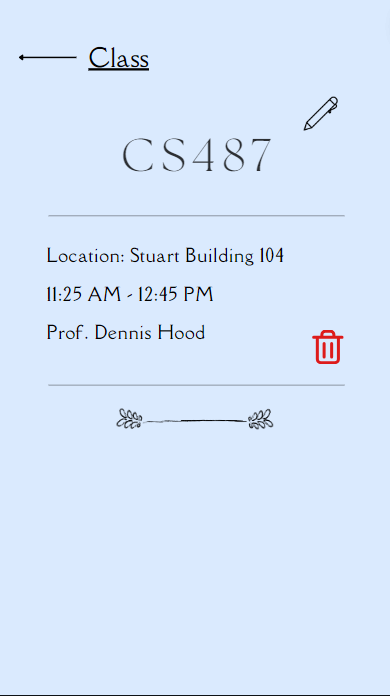 Class
CS487
Location: Stuart Building 104
11:25 AM - 12:45 PM
Prof. Dennis Hood